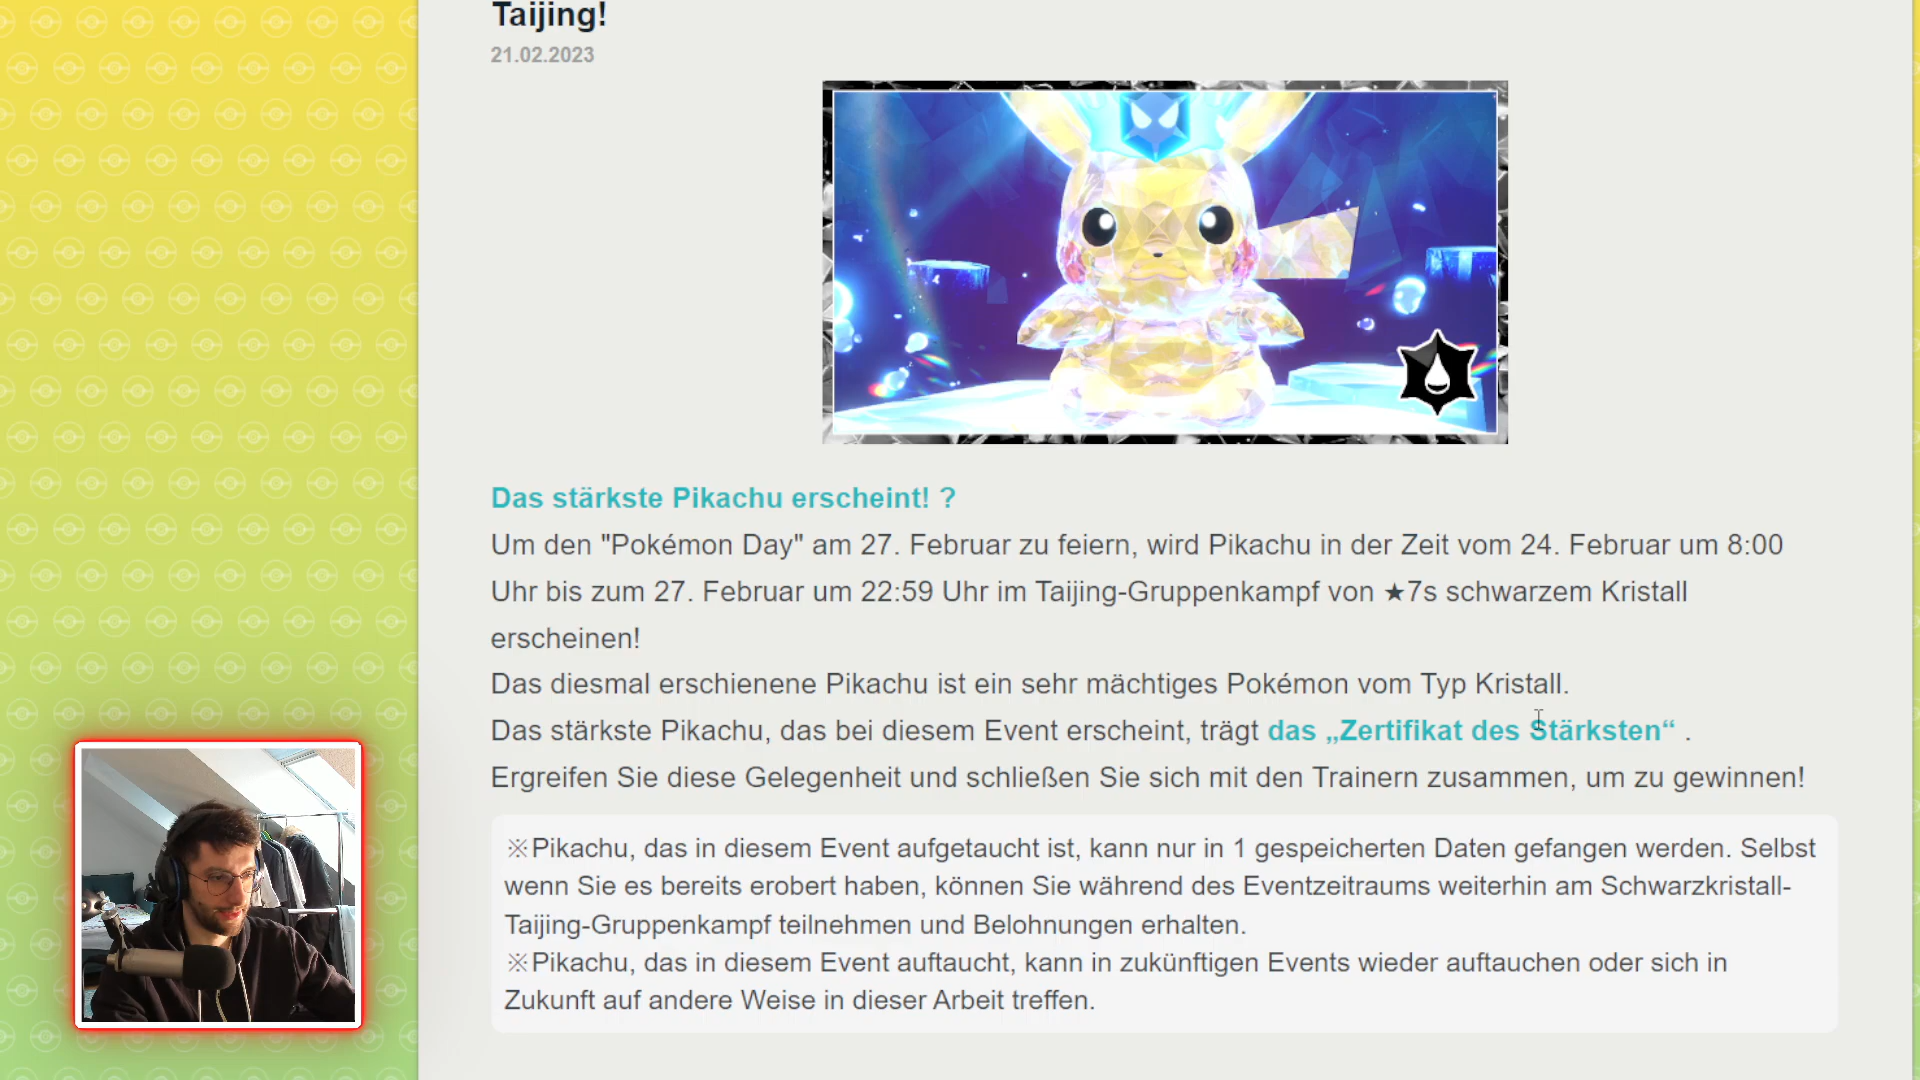 Taijing!
21.02.2023
Das stärkste Pikachu erscheint! ?
Um den "Pokémon Day" am 27. Februar zu feiern, wird Pikachu in der Zeit vom 24. Februar um 8:00
Uhr bis zum 27. Februar um 22:59 Uhr im Taijing-Gruppenkampf von ★7s schwarzem Kristall
erscheinen!
Das diesmal erschienene Pikachu ist ein sehr mächtiges Pokémon vom Typ Kristall.
Das stärkste Pikachu, das bei diesem Event erscheint, trägt das „Zertifikat des Stärksten“ .
Ergreifen Sie diese Gelegenheit und schließen Sie sich mit den Trainern zusammen, um zu gewinnen!
※Pikachu, das in diesem Event aufgetaucht ist, kann nur in 1 gespeicherten Daten gefangen werden. Selbst
wenn Sie es bereits erobert haben, können Sie während des Eventzeitraums weiterhin am Schwarzkristall-
Taijing-Gruppenkampf teilnehmen und Belohnungen erhalten.
※Pikachu, das in diesem Event auftaucht, kann in zukünftigen Events wieder auftauchen oder sich in
Zukunft auf andere Weise in dieser Arbeit treffen.